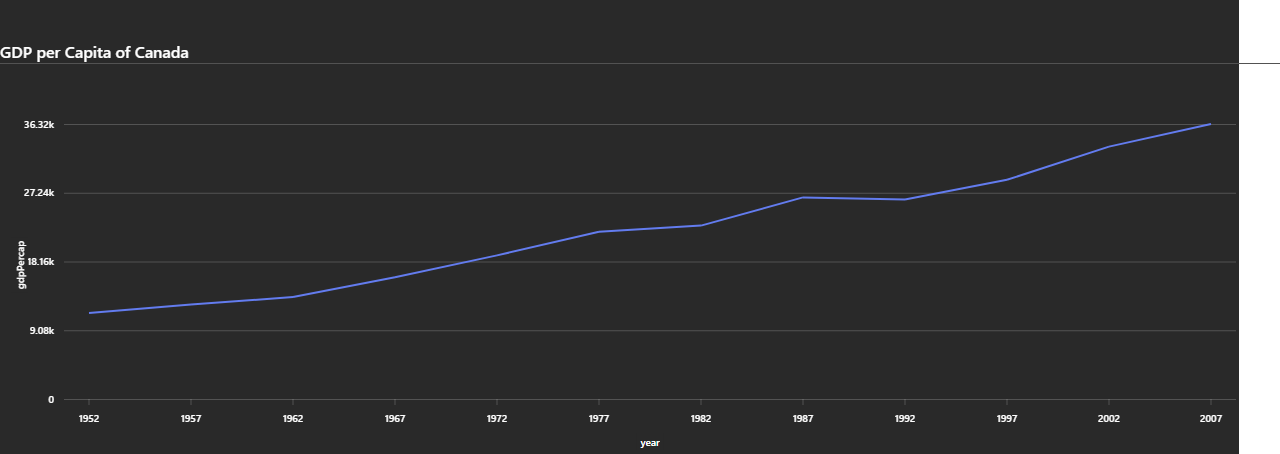 GDP per Capita of Canada
36.32k
27.24k
gdpPercap
18.16k
9.08k
0
1952 1957 1962 1967 1972 1977 1982 1987 1992 1997 2002 2007
year